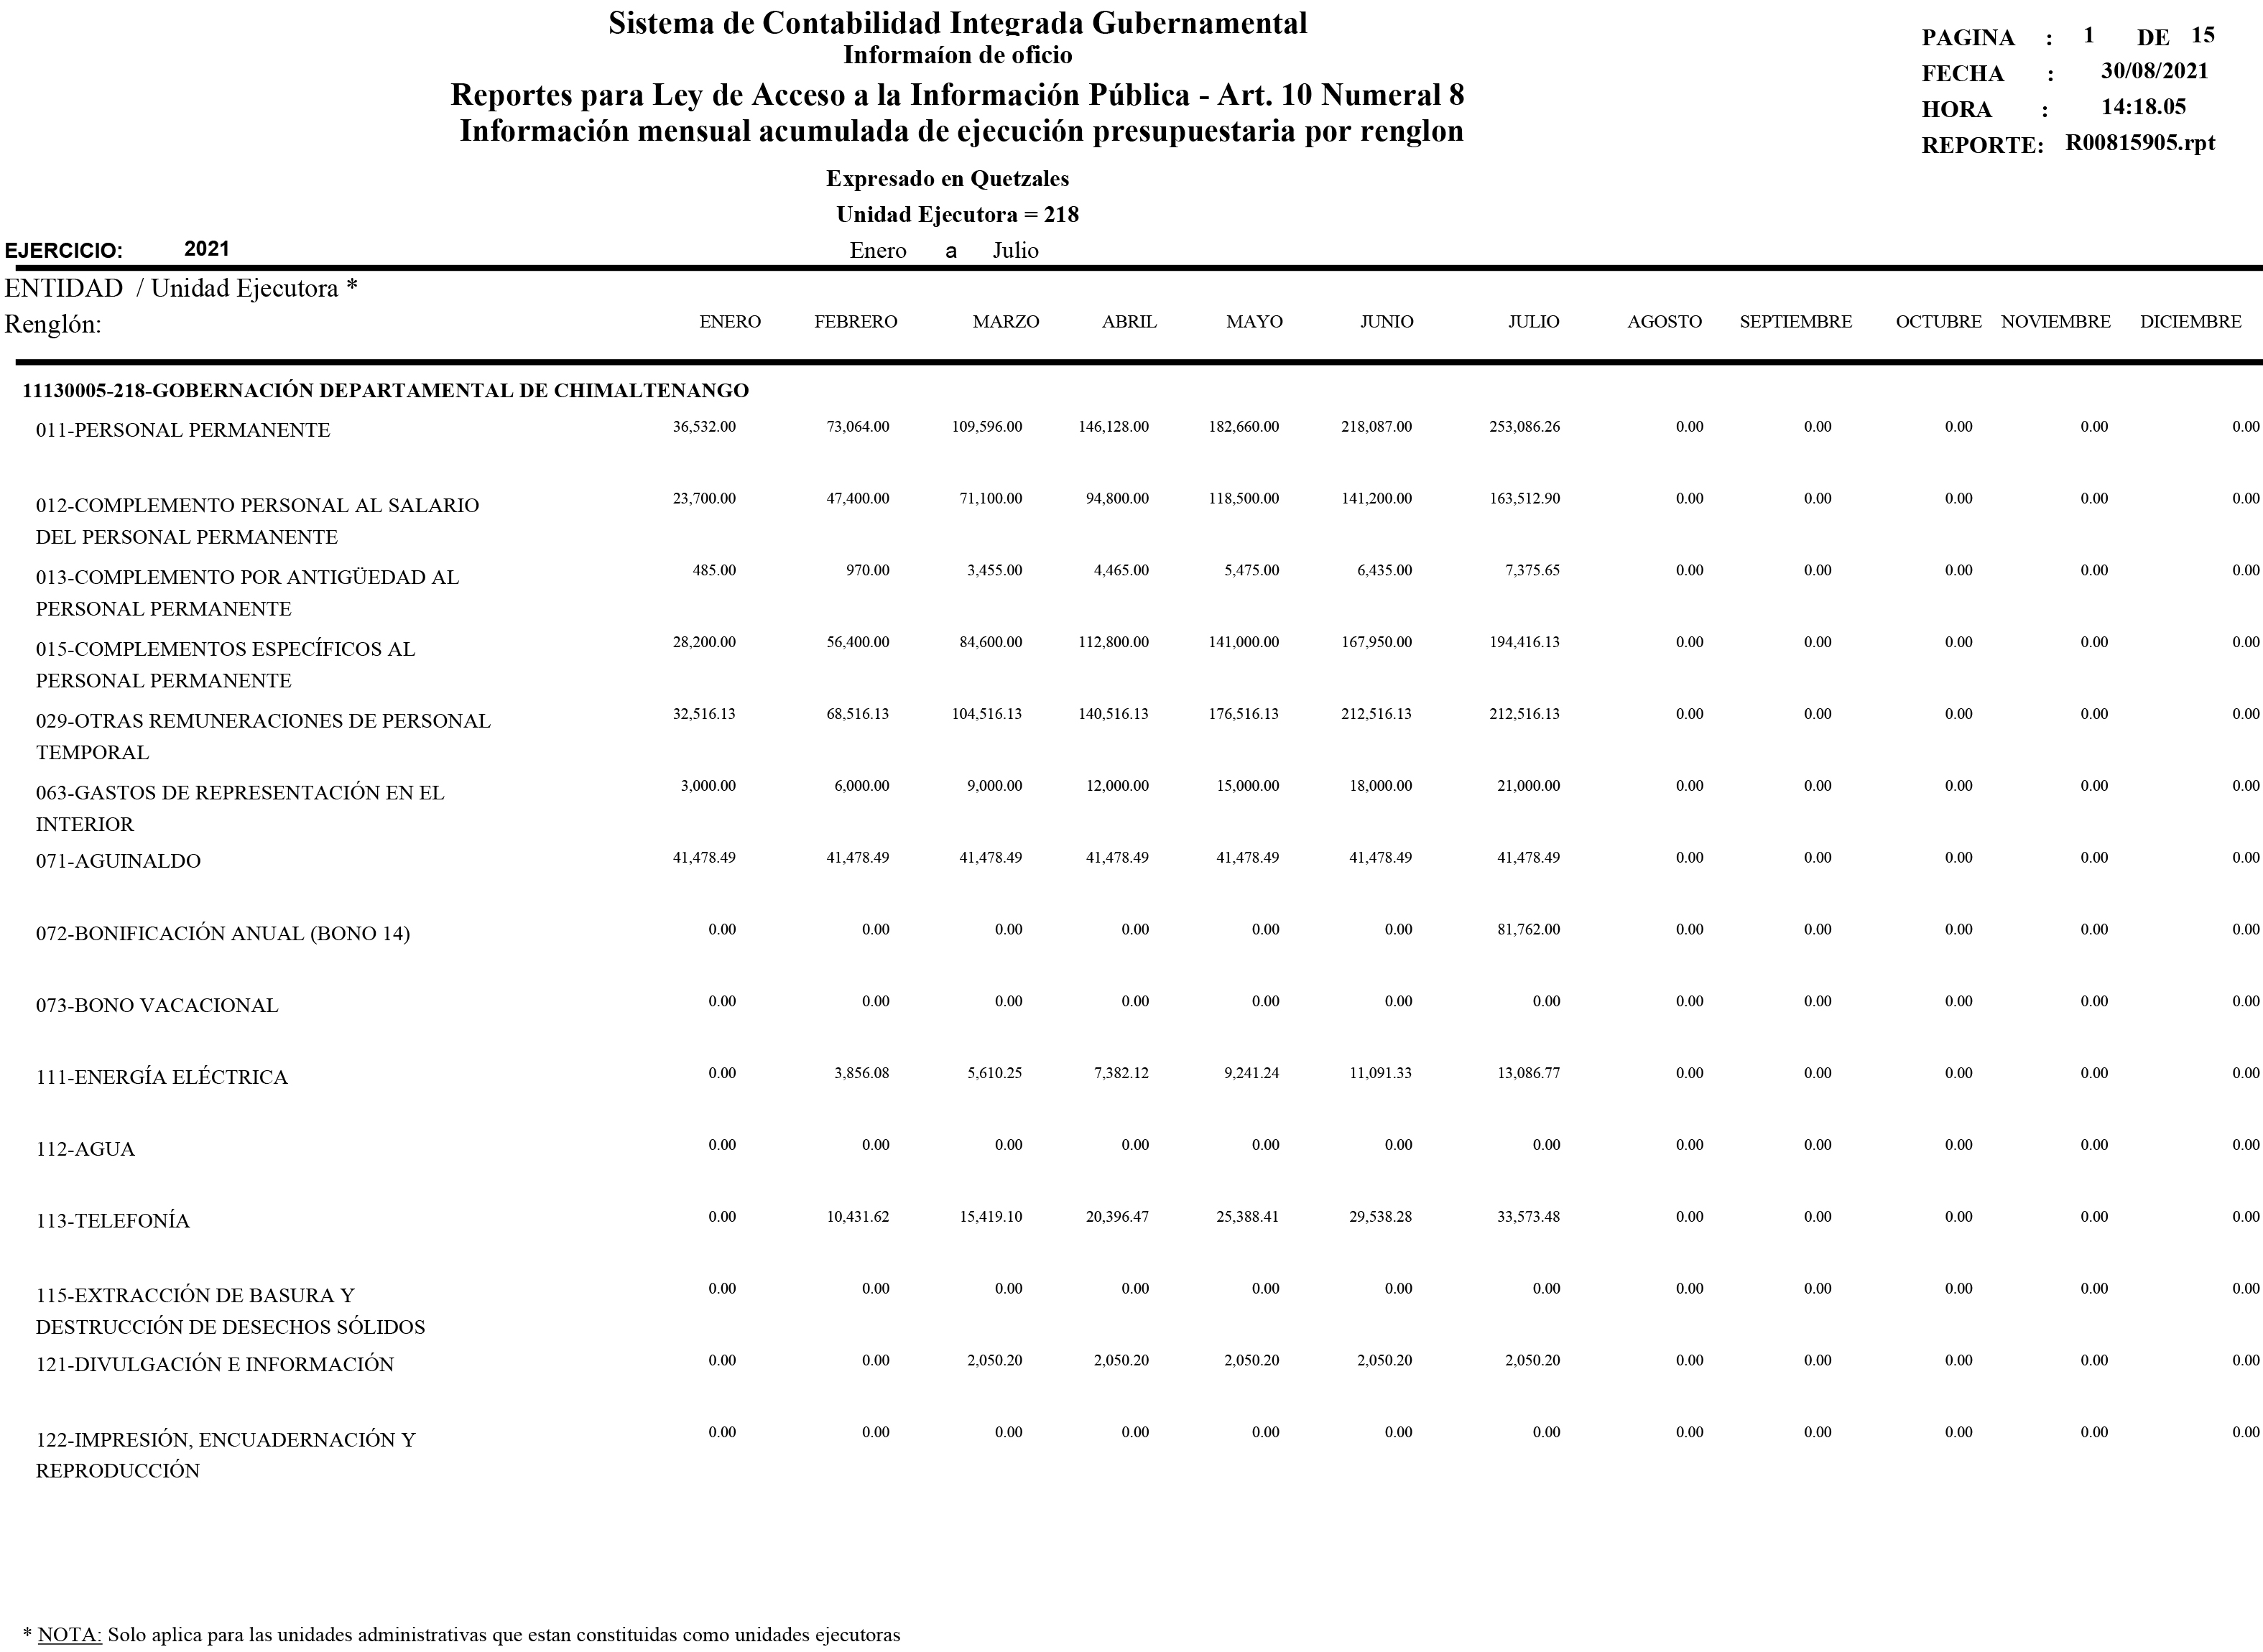 Sistema de Contabilidad Integrada Gubernamental
Informaíon de oficio
Reportes para Ley de Acceso a la Información Pública - Art. 10 Numeral 8
Información mensual acumulada de ejecución presupuestaria por renglon
Expresado en Quetzales
Unidad Ejecutora = 218
PAGINA : 1 DE 15
FECHA : 30/08/2021
HORA : 14:18.05
REPORTE: R00815905.rpt
EJERCICIO: 2021 Enero a Julio
ENTIDAD / Unidad Ejecutora *
Renglón: ENERO FEBRERO MARZO ABRIL MAYO JUNIO JULIO AGOSTO SEPTIEMBRE OCTUBRE NOVIEMBRE DICIEMBRE
11130005-218-GOBERNACIÓN DEPARTAMENTAL DE CHIMALTENANGO
011-PERSONAL PERMANENTE 36,532.00 73,064.00 109,596.00 146,128.00 182,660.00 218,087.00 253,086.26 0.00 0.00 0.00 0.00 0.00
012-COMPLEMENTO PERSONAL AL SALARIO 23,700.00 47,400.00 71,100.00 94,800.00 118,500.00 141,200.00 163,512.90 0.00 0.00 0.00 0.00 0.00
DEL PERSONAL PERMANENTE
013-COMPLEMENTO POR ANTIGÜEDAD AL 485.00 970.00 3,455.00 4,465.00 5,475.00 6,435.00 7,375.65 0.00 0.00 0.00 0.00 0.00
PERSONAL PERMANENTE
015-COMPLEMENTOS ESPECÍFICOS AL 28,200.00 56,400.00 84,600.00 112,800.00 141,000.00 167,950.00 194,416.13 0.00 0.00 0.00 0.00 0.00
PERSONAL PERMANENTE
029-OTRAS REMUNERACIONES DE PERSONAL 32,516.13 68,516.13 104,516.13 140,516.13 176,516.13 212,516.13 212,516.13 0.00 0.00 0.00 0.00 0.00
TEMPORAL
063-GASTOS DE REPRESENTACIÓN EN EL 3,000.00 6,000.00 9,000.00 12,000.00 15,000.00 18,000.00 21,000.00 0.00 0.00 0.00 0.00 0.00
INTERIOR
071-AGUINALDO 41,478.49 41,478.49 41,478.49 41,478.49 41,478.49 41,478.49 41,478.49 0.00 0.00 0.00 0.00 0.00
072-BONIFICACIÓN ANUAL (BONO 14) 0.00 0.00 0.00 0.00 0.00 0.00 81,762.00 0.00 0.00 0.00 0.00 0.00
073-BONO VACACIONAL 0.00 0.00 0.00 0.00 0.00 0.00 0.00 0.00 0.00 0.00 0.00 0.00
111-ENERGÍA ELÉCTRICA 0.00 3,856.08 5,610.25 7,382.12 9,241.24 11,091.33 13,086.77 0.00 0.00 0.00 0.00 0.00
112-AGUA 0.00 0.00 0.00 0.00 0.00 0.00 0.00 0.00 0.00 0.00 0.00 0.00
113-TELEFONÍA 0.00 10,431.62 15,419.10 20,396.47 25,388.41 29,538.28 33,573.48 0.00 0.00 0.00 0.00 0.00
115-EXTRACCIÓN DE BASURA Y 0.00 0.00 0.00 0.00 0.00 0.00 0.00 0.00 0.00 0.00 0.00 0.00
DESTRUCCIÓN DE DESECHOS SÓLIDOS
121-DIVULGACIÓN E INFORMACIÓN 0.00 0.00 2,050.20 2,050.20 2,050.20 2,050.20 2,050.20 0.00 0.00 0.00 0.00 0.00
122-IMPRESIÓN, ENCUADERNACIÓN Y 0.00 0.00 0.00 0.00 0.00 0.00 0.00 0.00 0.00 0.00 0.00 0.00
REPRODUCCIÓN
* NOTA: Solo aplica para las unidades administrativas que estan constituidas como unidades ejecutoras